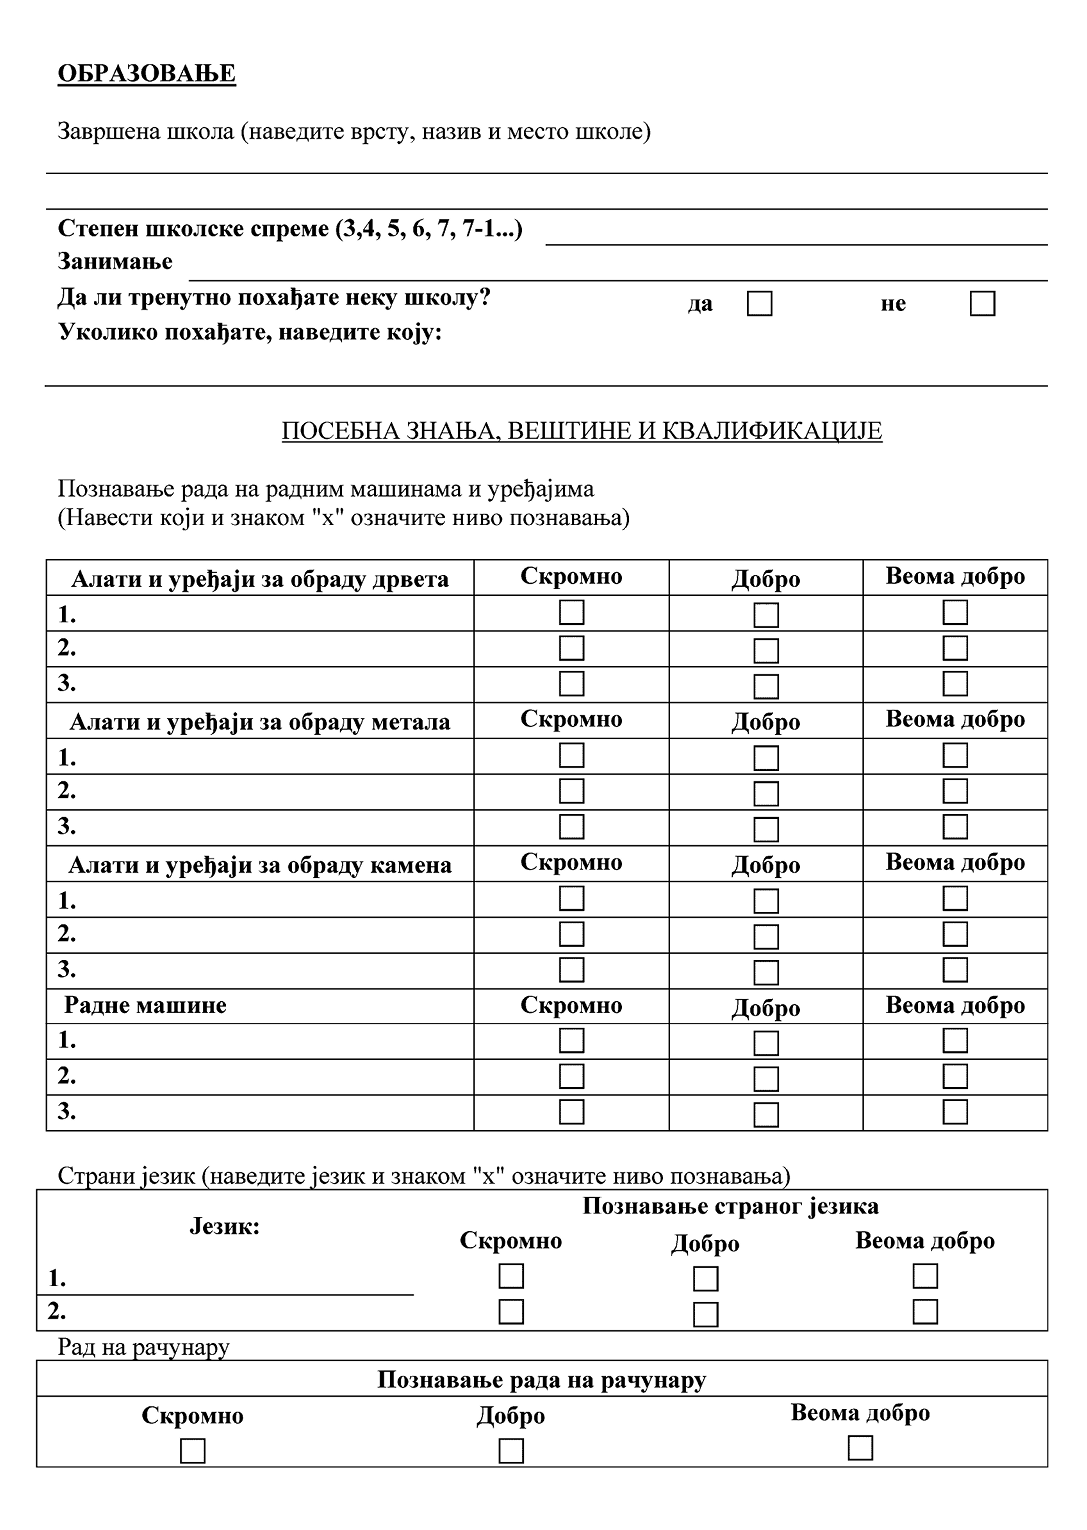 ОБРАЗОВАЊЕ
Завршена школа (наведите врсту, назив и место школе)
Степен школске спреме (3,4, 5, 6, 7, 7-1...)
Занимање
Да ли тренутно похађате неку школу? да не
Уколико похађате, наведите коју:
ПОСЕБНА ЗНАЊА, ВЕШТИНЕ И КВАЛИФИКАЦИЈЕ
Познавање рада на радним машинама и уређајима
(Навести који и знаком "х" означите ниво познавања)
Алати и уређаји за обраду дрвета Скромно Добро Веома добро
1.
2.
3.
Алати и уређаји за обраду метала Скромно Добро Веома добро
1.
2.
3.
Алати и уређаји за обраду камена Скромно Добро Веома добро
1.
2.
3.
Радне машине Скромно Добро Веома добро
1.
2.
3.
Страни језик (наведите језик и знаком "х" означите ниво познавања)
Познавање страног језика
Језик:
Скромно Добро Веома добро
1.
2.
Рад на рачунару
Познавање рада на рачунару
Скромно Добро Веома добро